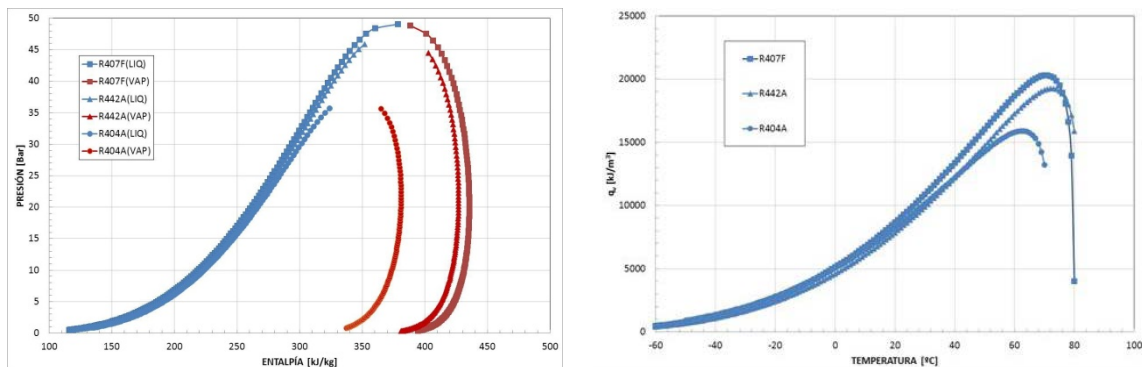 PRESIÓN [Bar]
50
45
40
35
30
25
20
15
10
5
0
R407F(LIQ)
R407F(VAP)
R442A(LIQ)
R442A(VAP)
R404A(LIQ)
R404A(VAP)
100 150 200 250 300 350 400 450 500
ENTALPÍA [kJ/kg]
qv [kJ/m³]
25000
20000
15000
10000
5000
0
R407F
R442A
R404A
-60 -40 -20 0 20 40 60 80 100
TEMPERATURA [ºC]